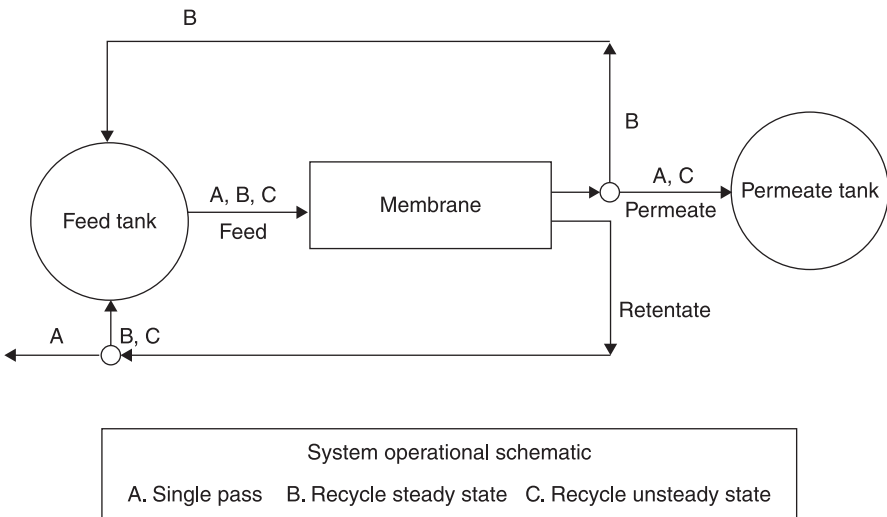 B
B
A, B, C
Feed tank
Feed
Membrane
A, C
Permeate
Permeate tank
Retentate
A
B, C
System operational schematic
A. Single pass B. Recycle steady state C. Recycle unsteady state